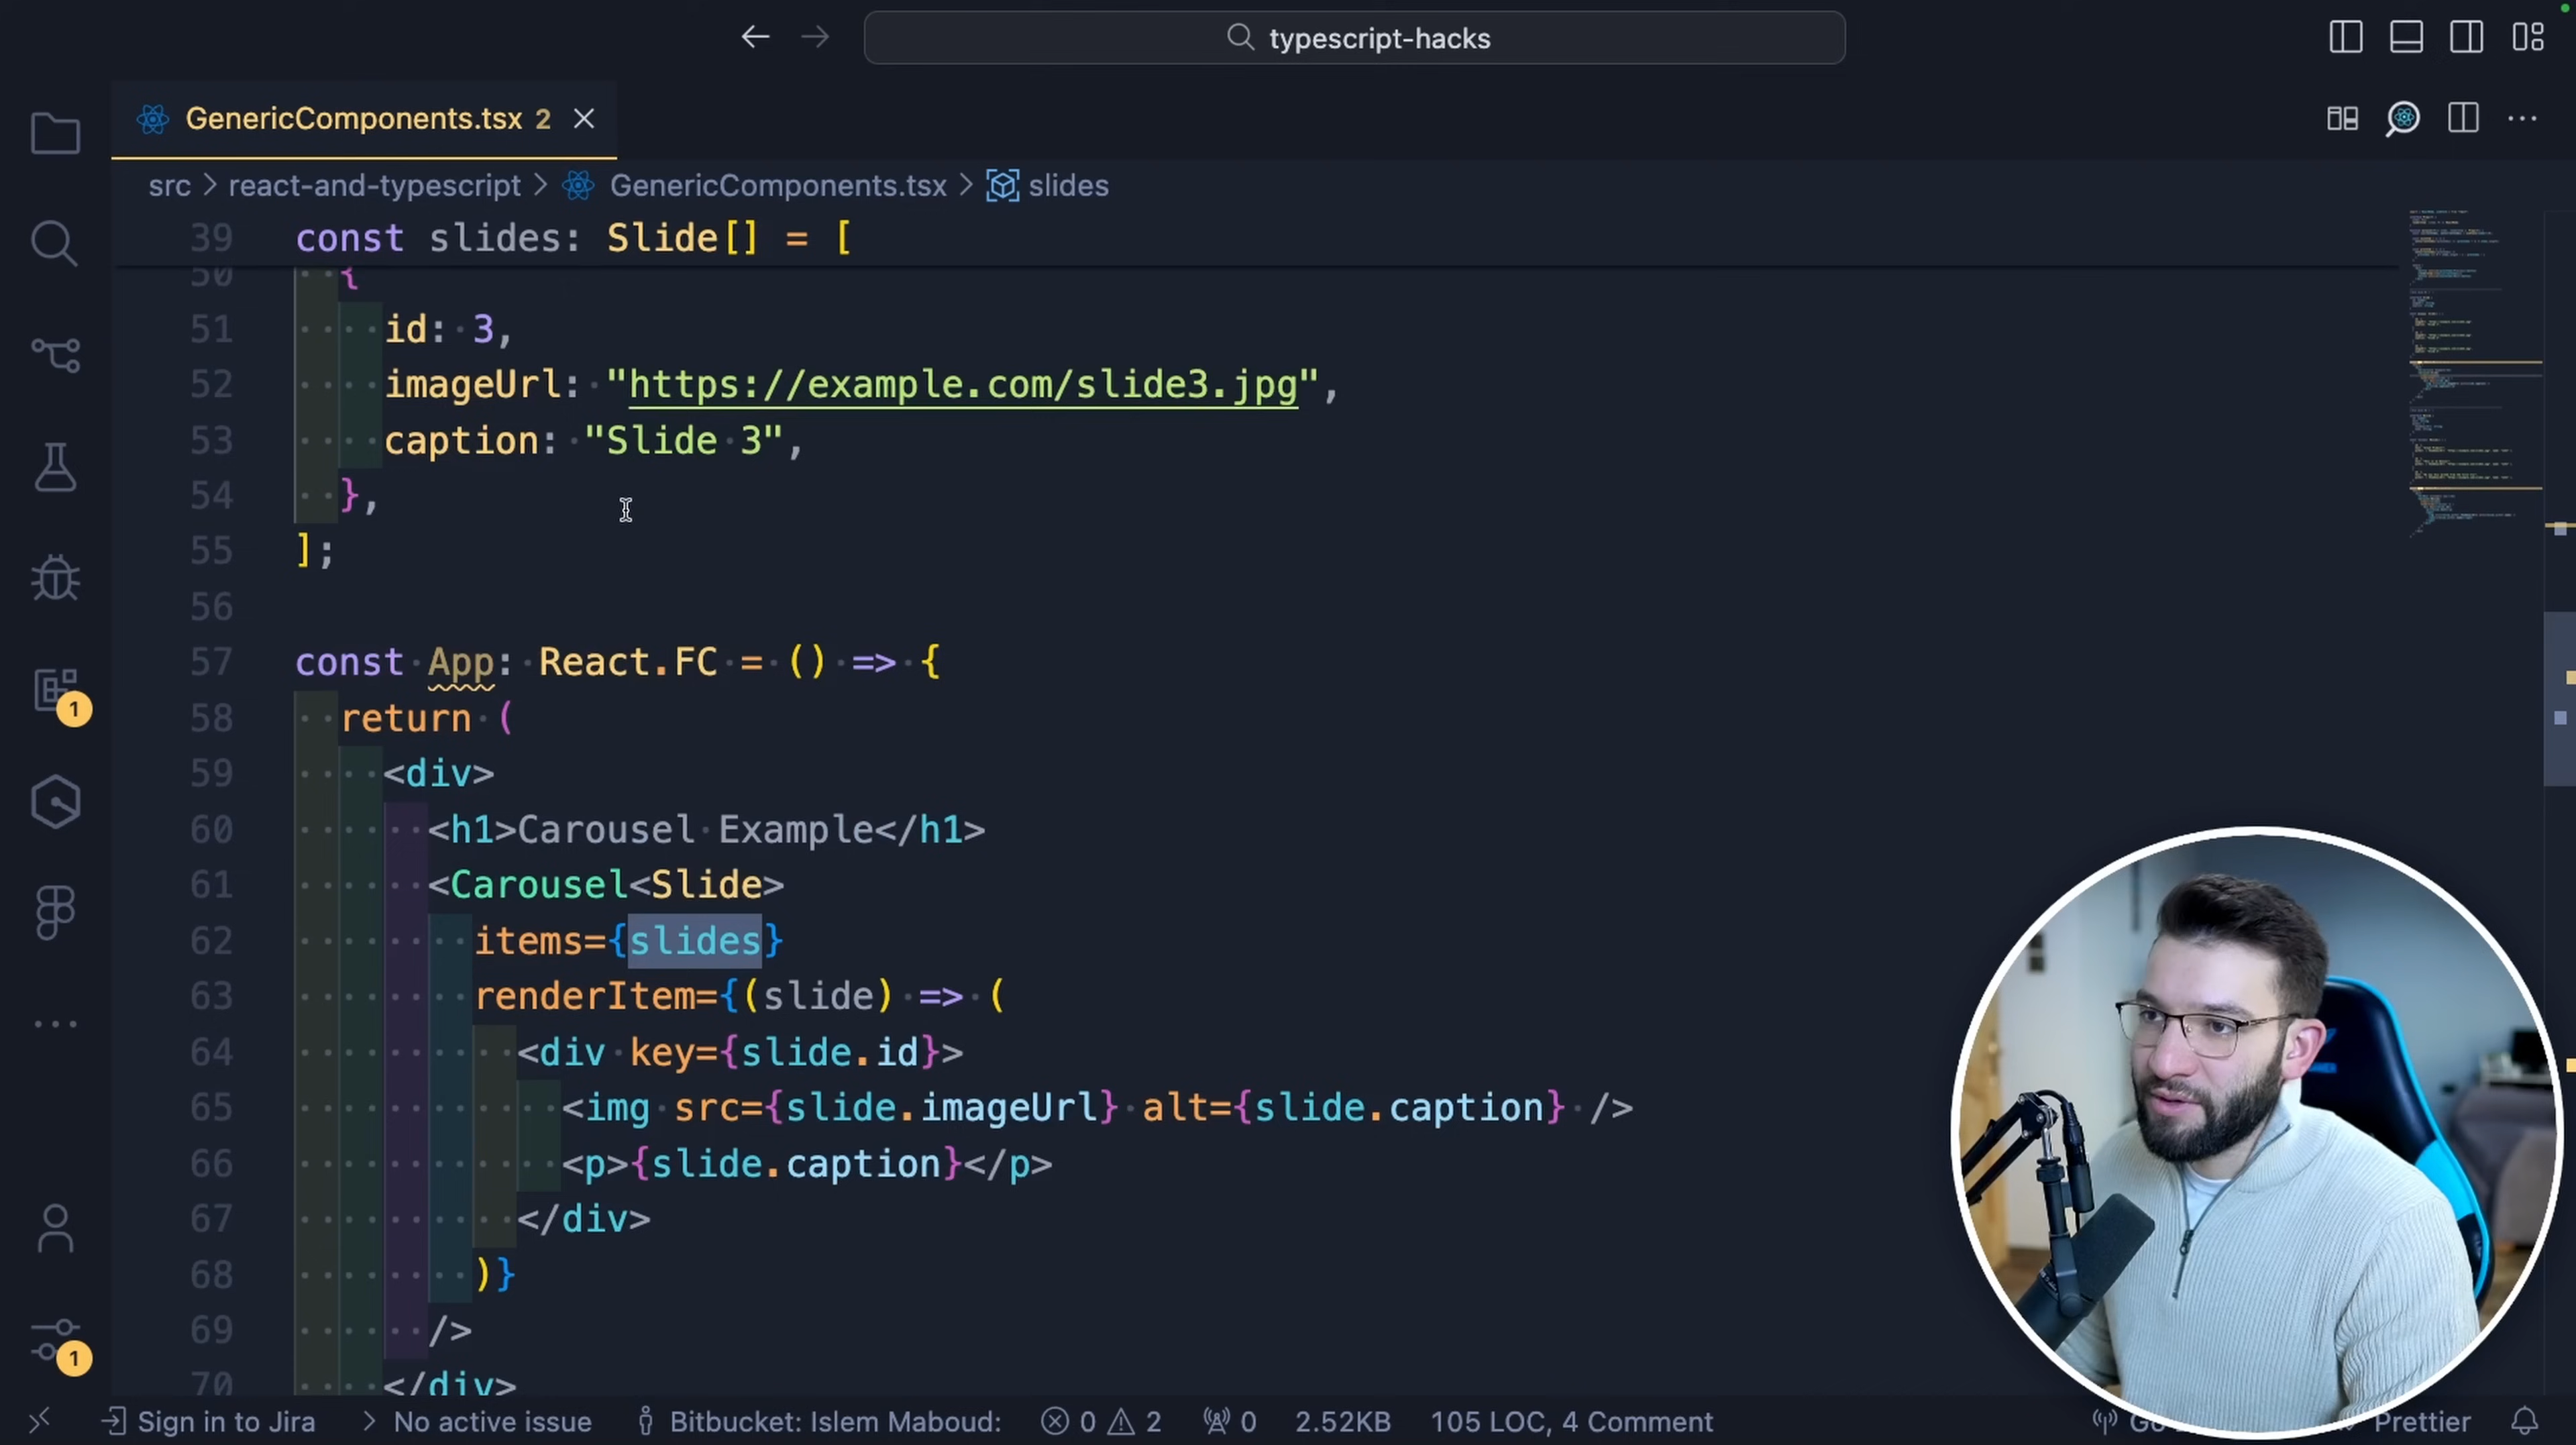 typescript-hacks
GenericComponents.tsx 2
src > react-and-typescript > GenericComponents.tsx > slides
39 const slides: Slide[] = [
50 {
51 id: 3,
52 imageUrl: "https://example.com/slide3.jpg",
53 caption: "Slide 3",
54 },
55 ];
56
57 const App: React.FC = () => {
58 return (
59 <div>
60 <h1>Carousel Example</h1>
61 <Carousel<Slide>
62 items={slides}
63 renderItem={(slide) => (
64 <div key={slide.id}>
65 <img src={slide.imageUrl} alt={slide.caption} />
66 <p>{slide.caption}</p>
67 </div>
68 )}
69 />
70 </div>
1
1
Sign in to Jira > No active issue Bitbucket: Islem Maboud: 0 2 0 2.52KB 105 LOC, 4 Comment Go Prettier